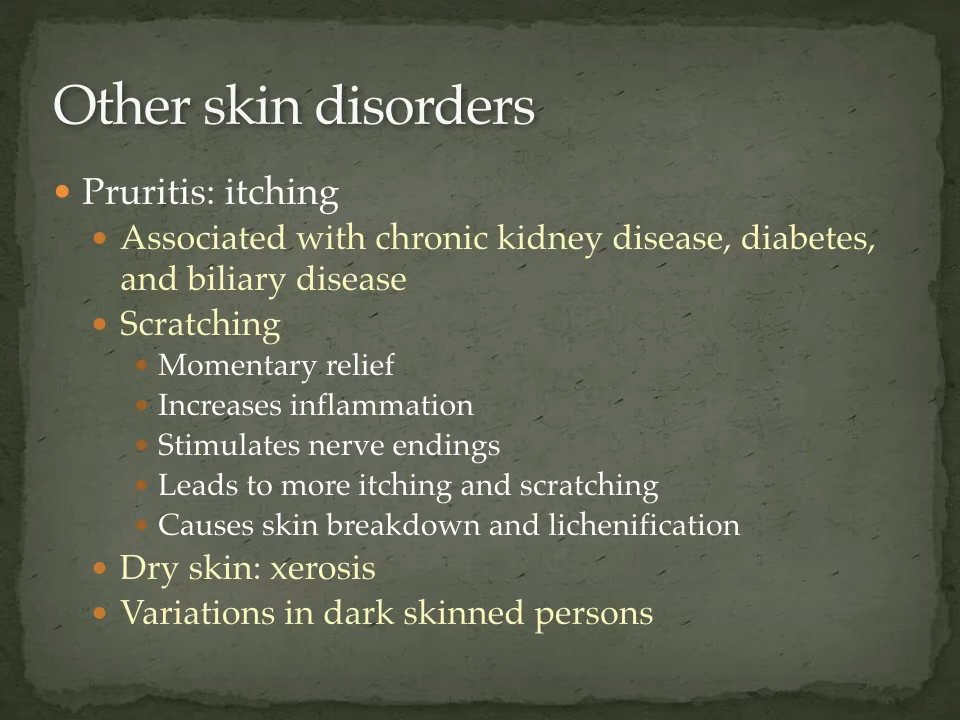 Other skin disorders
Pruritis: itching
Associated with chronic kidney disease, diabetes,
and biliary disease
Scratching
Momentary relief
Increases inflammation
Stimulates nerve endings
Leads to more itching and scratching
Causes skin breakdown and lichenification
Dry skin: xerosis
Variations in dark skinned persons